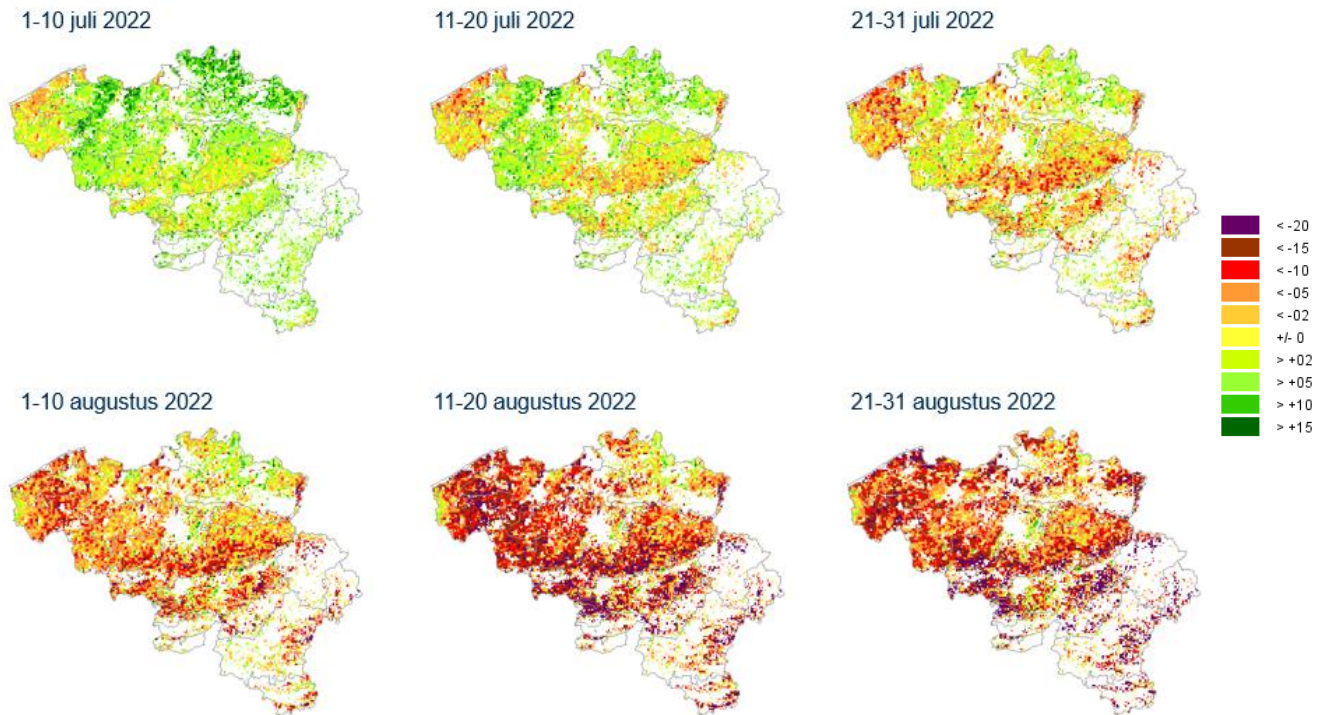 1-10 juli 2022
11-20 juli 2022
21-31 juli 2022
< -20
< -15
< -10
< -05
< -02
+/- 0
> +02
> +05
> +10
> +15
1-10 augustus 2022
11-20 augustus 2022
21-31 augustus 2022